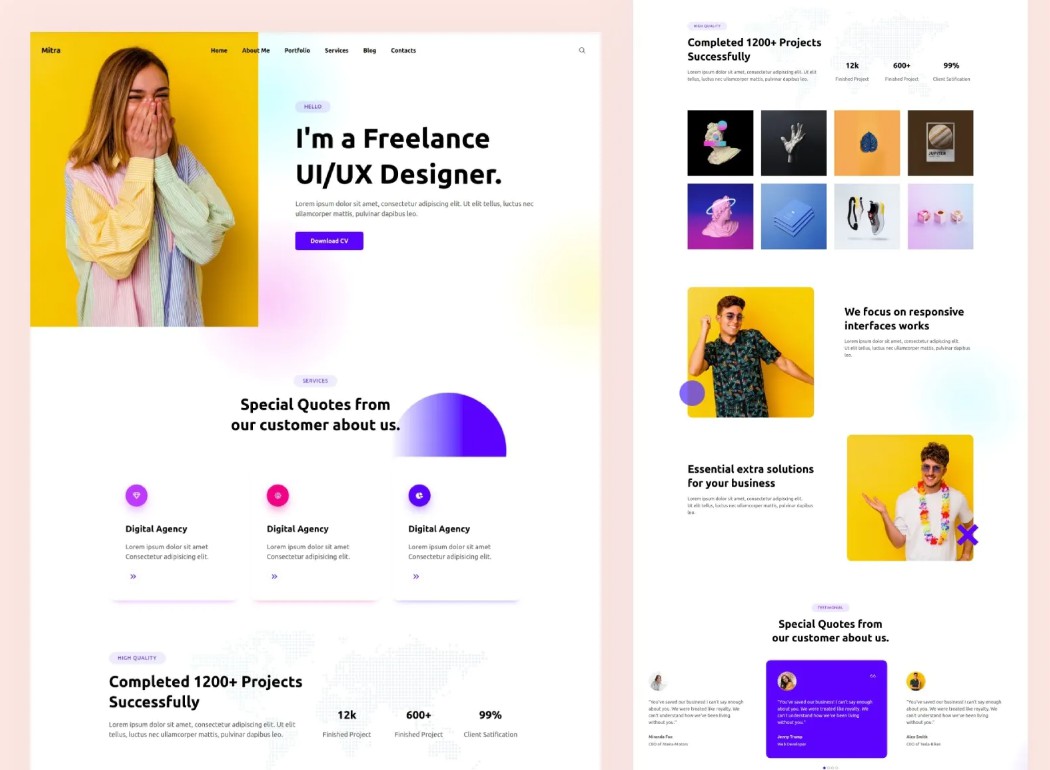 Mitra
Home About Me Portfolio Services Blog Contacts
HELLO
I'm a Freelance
UI/UX Designer.
Lorem ipsum dolor sit amet, consectetur adipiscing elit. Ut elit tellus, luctus nec
ullamcorper mattis, pulvinar dapibus leo.
Download CV
SERVICES
Special Quotes from
our customer about us.
Digital Agency
Lorem ipsum dolor sit amet
Consectetur adipisicing elit.
»
Digital Agency
Lorem ipsum dolor sit amet
Consectetur adipisicing elit.
»
Digital Agency
Lorem ipsum dolor sit amet
Consectetur adipisicing elit.
»
HIGH QUALITY
Completed 1200+ Projects
Successfully
Lorem ipsum dolor sit amet, consectetur adipiscing elit. Ut elit
tellus, luctus nec ullamcorper mattis, pulvinar dapibus leo.
12k
Finished Project
600+
Finished Project
99%
Client Satification
HIGH QUALITY
Completed 1200+ Projects
Successfully
Lorem ipsum dolor sit amet, consectetur adipiscing elit. Ut elit
tellus, luctus nec ullamcorper mattis, pulvinar dapibus leo.
12k
Finished Project
600+
Finished Project
99%
Client Satification
JUPITER
We focus on responsive
interfaces works
Lorem ipsum dolor sit amet, consectetur adipiscing elit.
Ut elit tellus, luctus nec ullamcorper mattis, pulvinar dapibus
leo.
Essential extra solutions
for your business
Lorem ipsum dolor sit amet, consectetur adipiscing elit.
Ut elit tellus, luctus nec ullamcorper mattis, pulvinar dapibus
leo.
Special Quotes from
our customer about us.
"You've saved our business! I can't say enough
about you. We were treated like royalty. We
can't understand how we've been living
without you."
"You've saved our business! I can't say enough
about you. We were treated like royalty. We
can't understand how we've been living
without you."
Jenny Trama
Web Developer
"You've saved our business! I can't say enough
about you. We were treated like royalty. We
can't understand how we've been living
without you."
Alex Smith